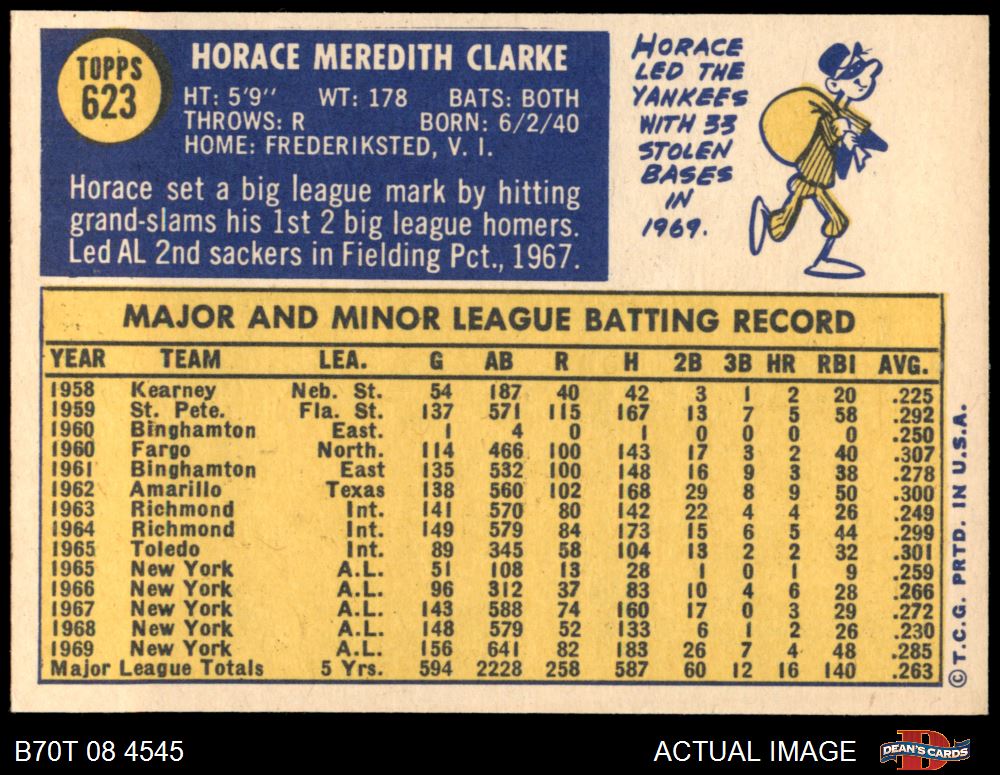 TOPPS
623
HORACE MEREDITH CLARKE
HT: 5'9" WT: 178 BATS: BOTH
THROWS: R BORN: 6/2/40
HOME: FREDERIKSTED, V. I.
Horace set a big league mark by hitting
grand-slams his 1st 2 big league homers.
Led AL 2nd sackers in Fielding Pct., 1967.
HORACE
LED THE
YANKEES
WITH 33
STOLEN
BASES
IN
1969.
MAJOR AND MINOR LEAGUE BATTING RECORD
YEAR TEAM LEA. G AB R H 2B 3B HR RBI AVG.
1958 Kearney Neb. St. 54 187 40 42 3 1 2 20 .225
1959 St. Pete. Fla. St. 137 571 115 167 13 7 5 58 .292
1960 Binghamton East. 1 4 0 1 0 0 0 0 .250
1960 Fargo North. 114 466 100 143 17 3 2 40 .307
1961 Binghamton East 135 532 100 148 16 9 3 38 .278
1962 Amarillo Texas 138 560 102 168 29 8 9 50 .300
1963 Richmond Int. 141 570 80 142 22 4 4 26 .249
1964 Richmond Int. 149 579 84 173 15 6 5 44 .299
1965 Toledo Int. 89 345 58 104 13 2 2 32 .301
1965 New York A.L. 51 108 13 28 1 0 1 9 .259
1966 New York A.L. 96 312 37 83 10 4 6 28 .266
1967 New York A.L. 143 588 74 160 17 0 3 29 .272
1968 New York A.L. 148 579 52 133 6 1 2 26 .230
1969 New York A.L. 156 641 82 183 26 7 4 48 .285
Major League Totals 5 Yrs. 594 2228 258 587 60 12 16 140 .263
© T.C.G. PRTD. IN U.S.A.
B70T 08 4545 ACTUAL IMAGE
DEAN'S CARDS